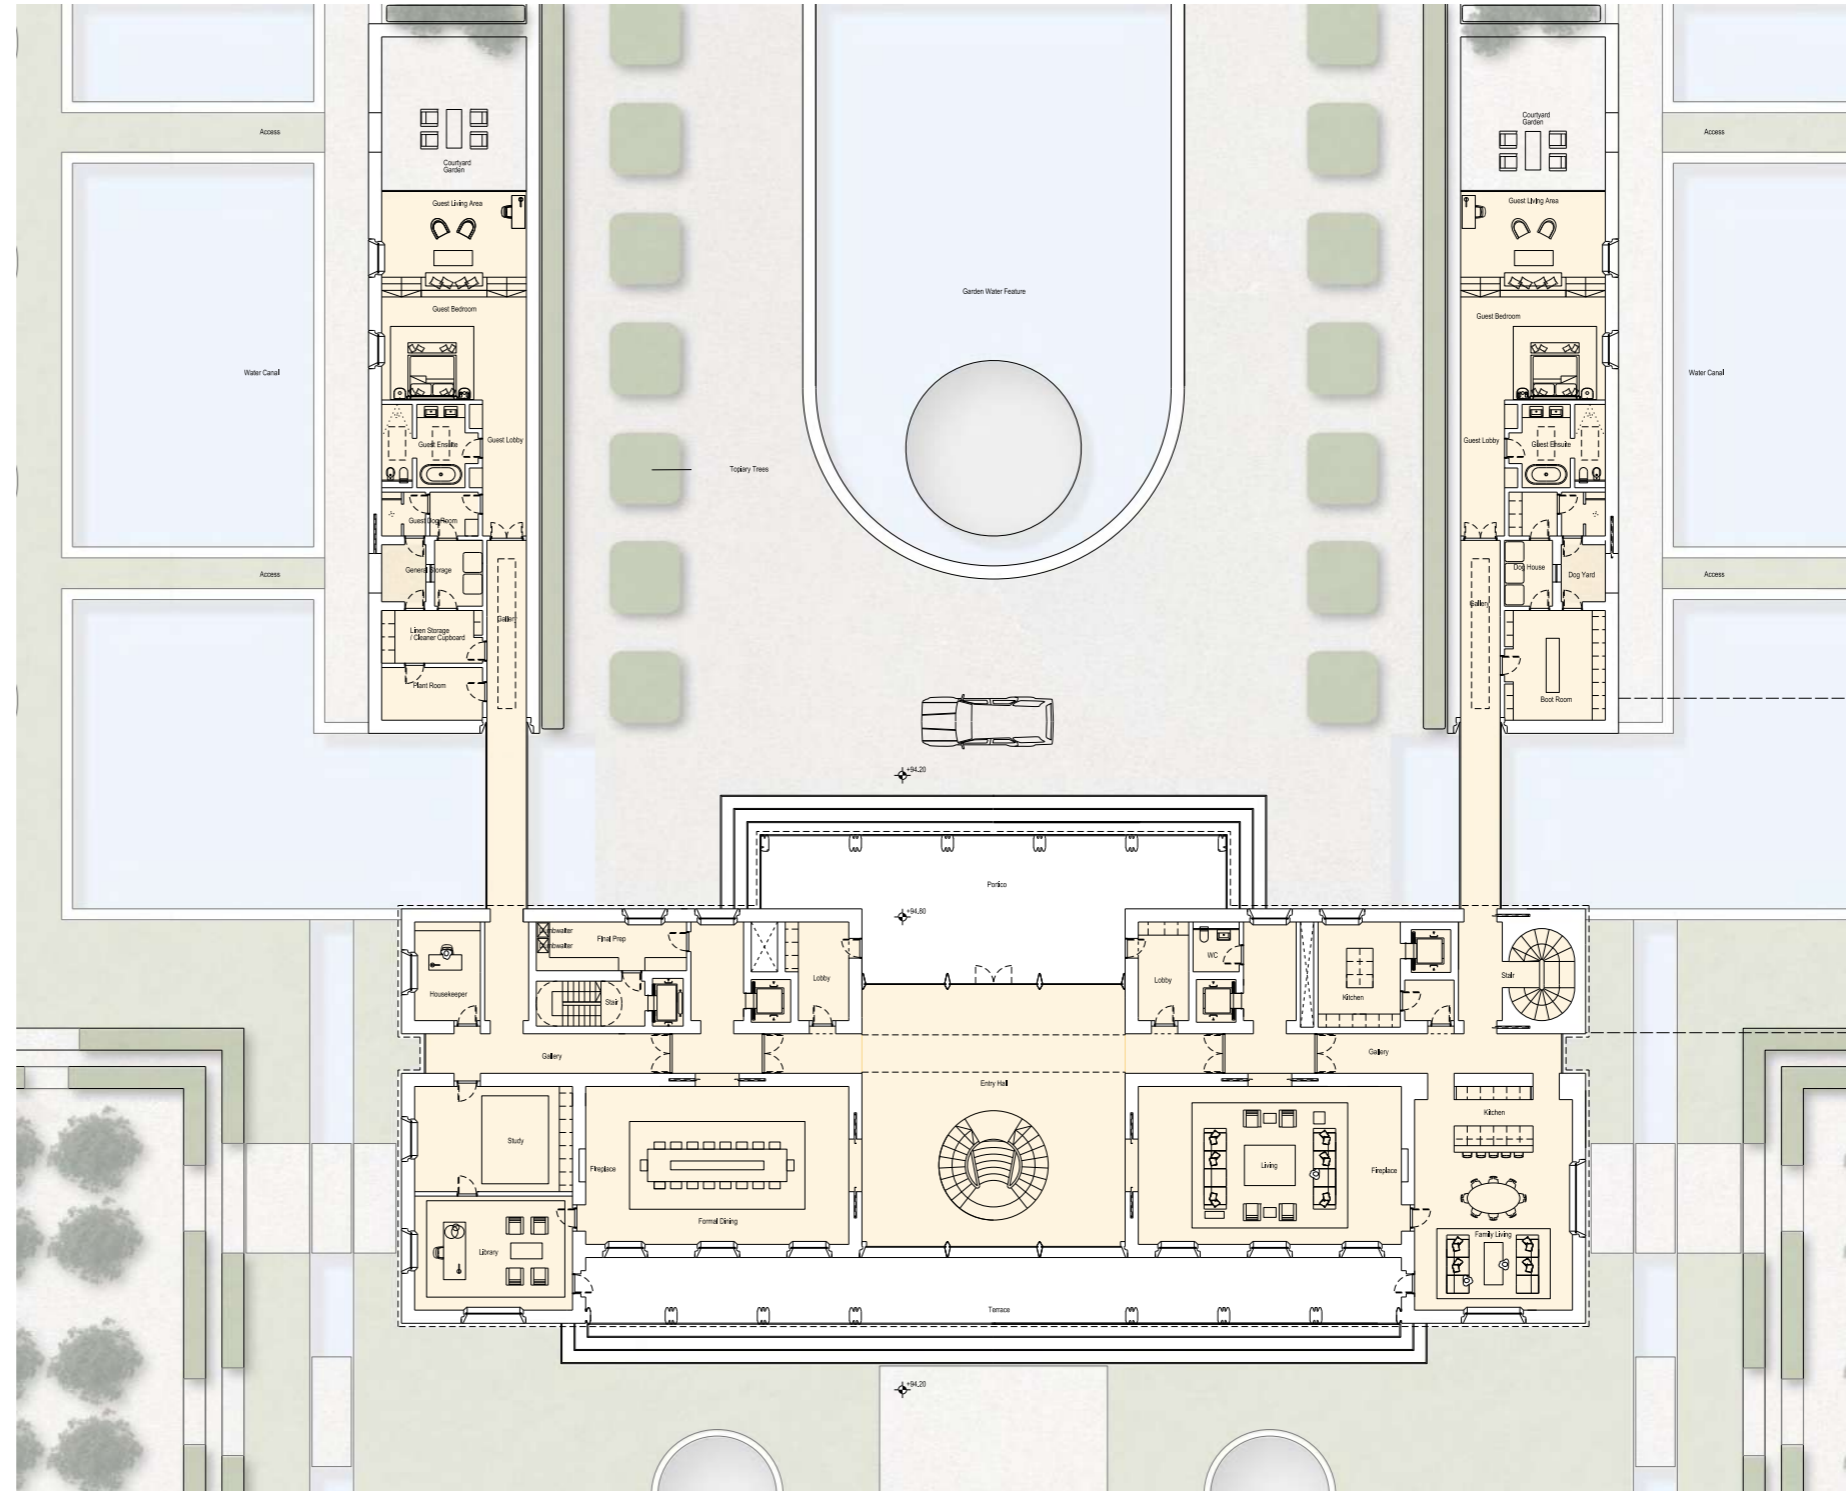 Access
Courtyard
Garden
Courtyard
Garden
Access
Guest Living Area
Guest Living Area
Garden Water Feature
Guest Bedroom
Guest Bedroom
Water Canal
Water Canal
Guest Ensuite
Guest Lobby
Guest Lobby
Guest Ensuite
Topiary Trees
Guest Dog Room
Access
General Storage
Dog House
Dog Yard
Access
Gallery
Gallery
Linen Storage
/ Cleaner Cupboard
Plant Room
Boot Room
+94.20
Portico
+94.80
Dumbwaiter
Dumbwaiter
Final Prep
Lobby
Lobby
WC
Kitchen
Stair
Housekeeper
Stair
Gallery
Gallery
Entry Hall
Kitchen
Study
Fireplace
Living
Fireplace
Formal Dining
Family Living
Library
Terrace
+94.20